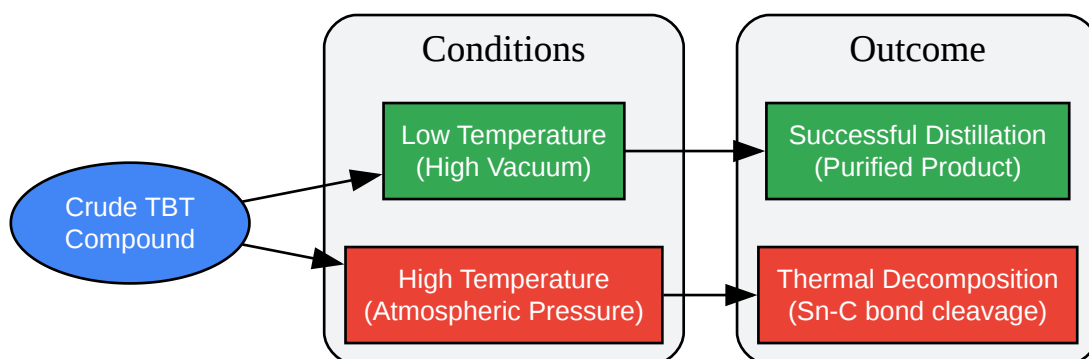 Conditions
Outcome
Crude TBT
Compound
Low Temperature
(High Vacuum)
Successful Distillation
(Purified Product)
High Temperature
(Atmospheric Pressure)
Thermal Decomposition
(Sn-C bond cleavage)